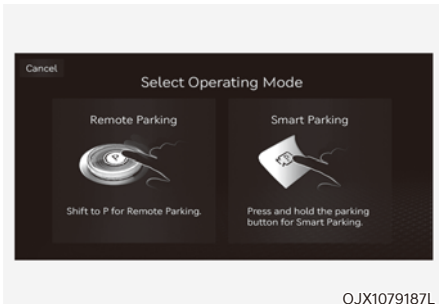 Cancel
Select Operating Mode
Remote Parking
Smart Parking
P
Shift to P for Remote Parking.
Press and hold the parking
button for Smart Parking.
OJX1079187L